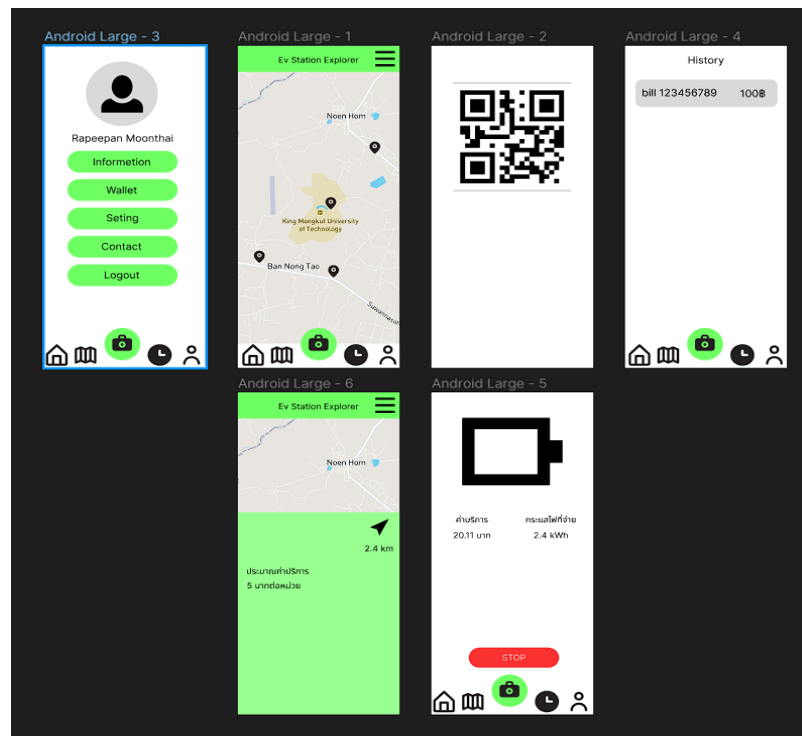 Android Large - 3
Rapeepan Moonthai
Informetion
Wallet
Seting
Contact
Logout
Android Large - 1
Ev Station Explorer
Noen Hom
King Mongkut University
of Technology
Ban Nong Tao
Suwannasorn
Android Large - 2
Android Large - 4
History
bill 123456789 100฿
Android Large - 6
Ev Station Explorer
Noen Hom
2.4 km
ประมาณค่าบริการ
5 บาทต่อหน่วย
Android Large - 5
ค่าบริการ กระแสไฟที่จ่าย
20.11 บาท 2.4 kWh
STOP